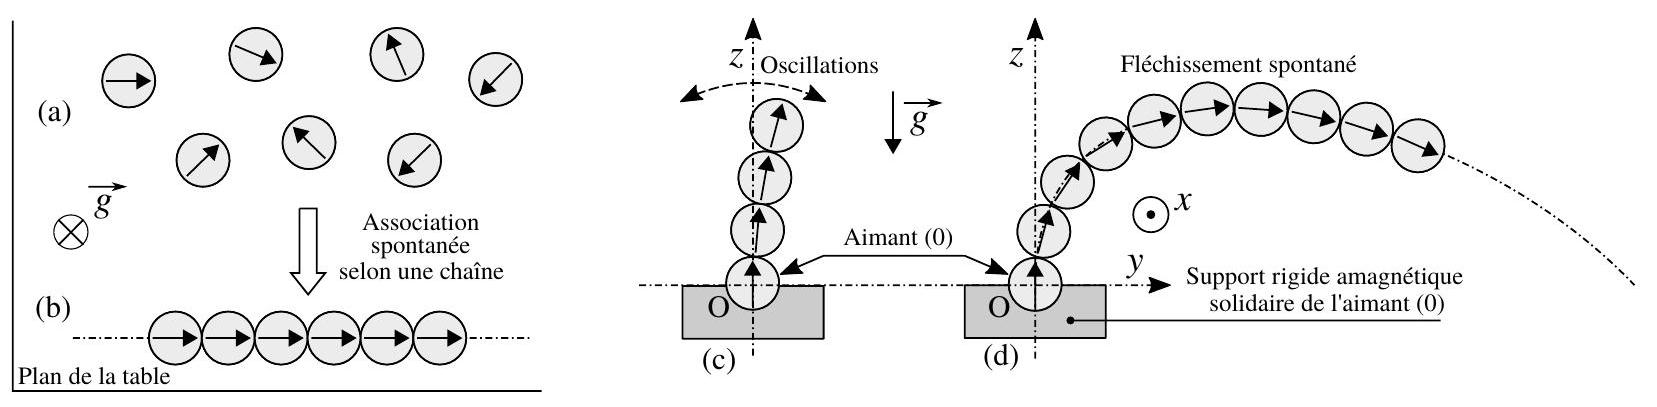 (a)
g
Association
spontanée
selon une chaîne
(b)
Plan de la table
z
Oscillations
g
Aimant (0)
O
(c)
z
Fléchissement spontané
x
y
Support rigide amagnétique
solidaire de l'aimant (0)
O
(d)